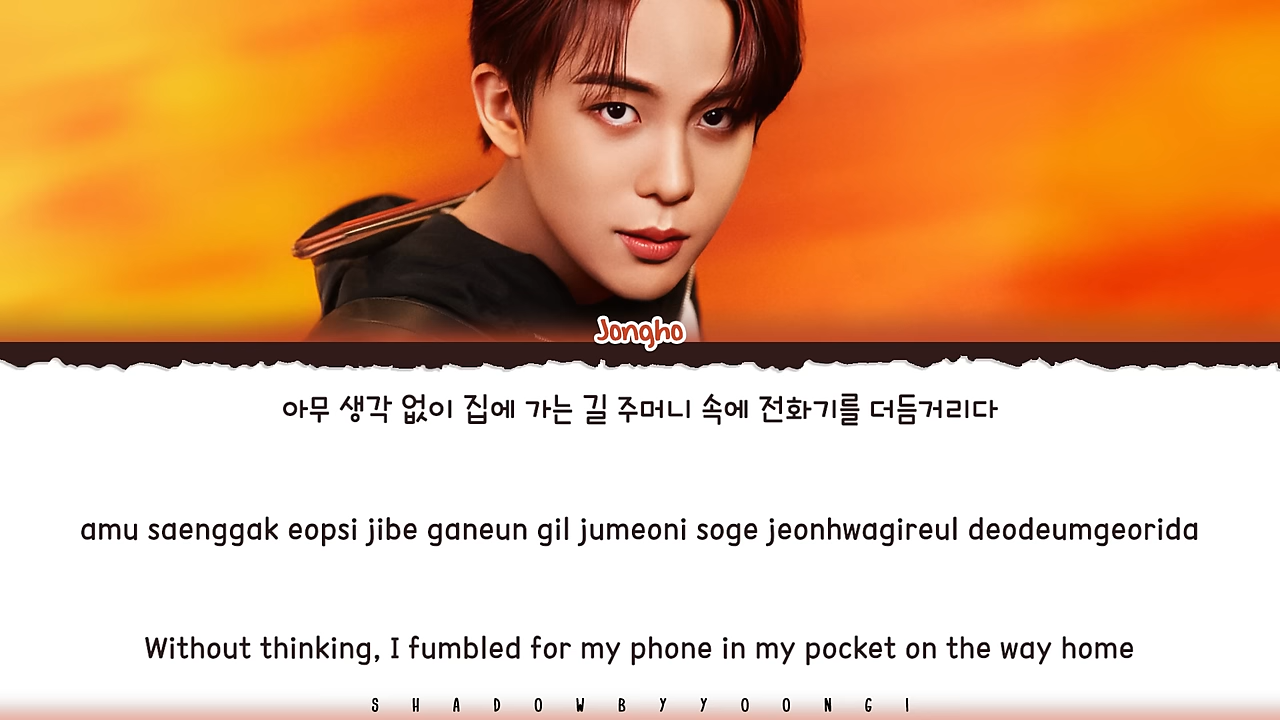 Jongho
아무 생각 없이 집에 가는 길 주머니 속에 전화기를 더듬거리다
amu saenggak eopsi jibe ganeun gil jumeoni soge jeonhwagireul deodeumgeorida
Without thinking, I fumbled for my phone in my pocket on the way home
SHADOWBYYOONGI